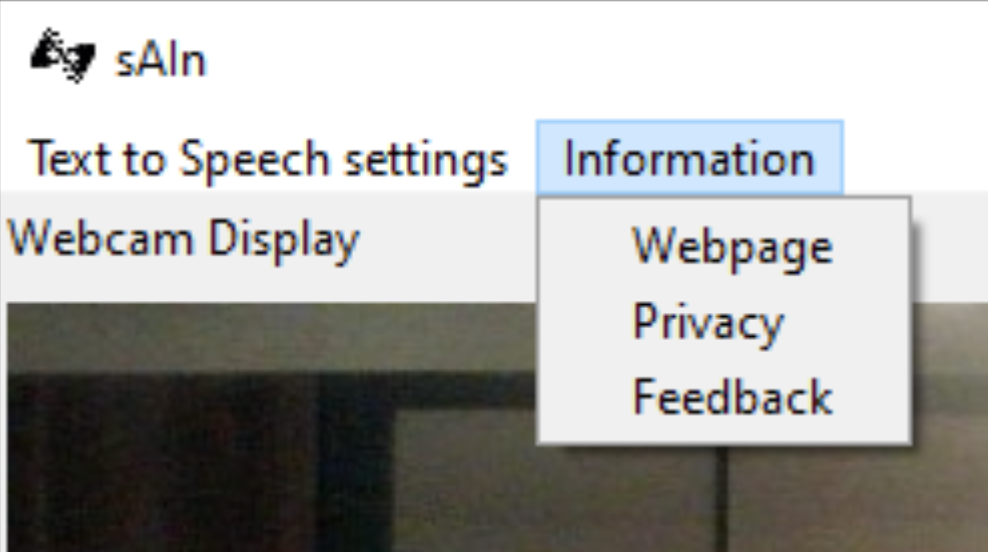 sAIn
Text to Speech settings Information
Webcam Display
Webpage
Privacy
Feedback